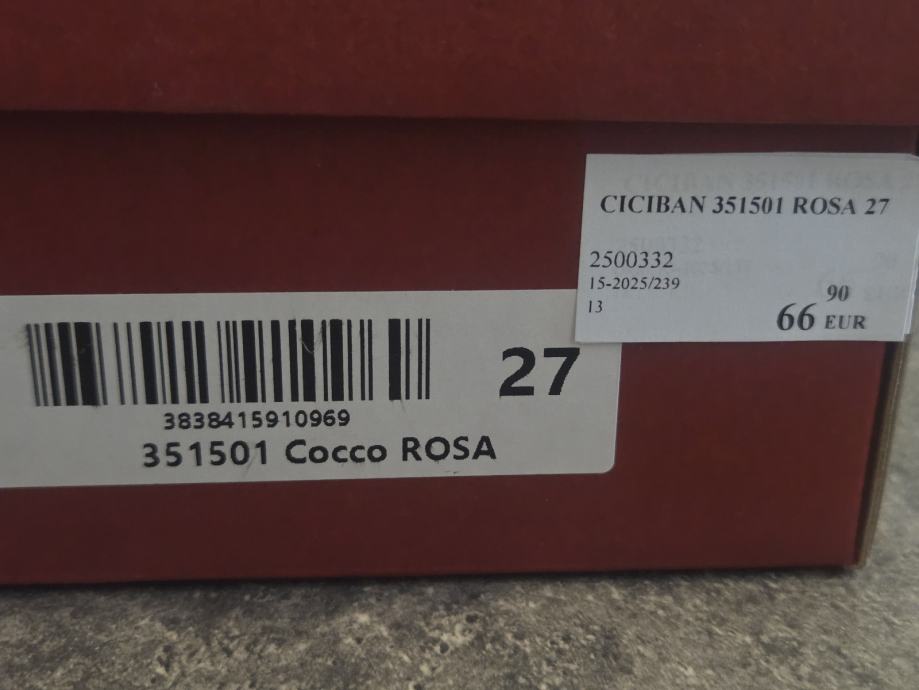 CICIBAN 351501 ROSA 27
2500332
15-2025/239
13
66 90 EUR
27
3838415910969
351501 Cocco ROSA